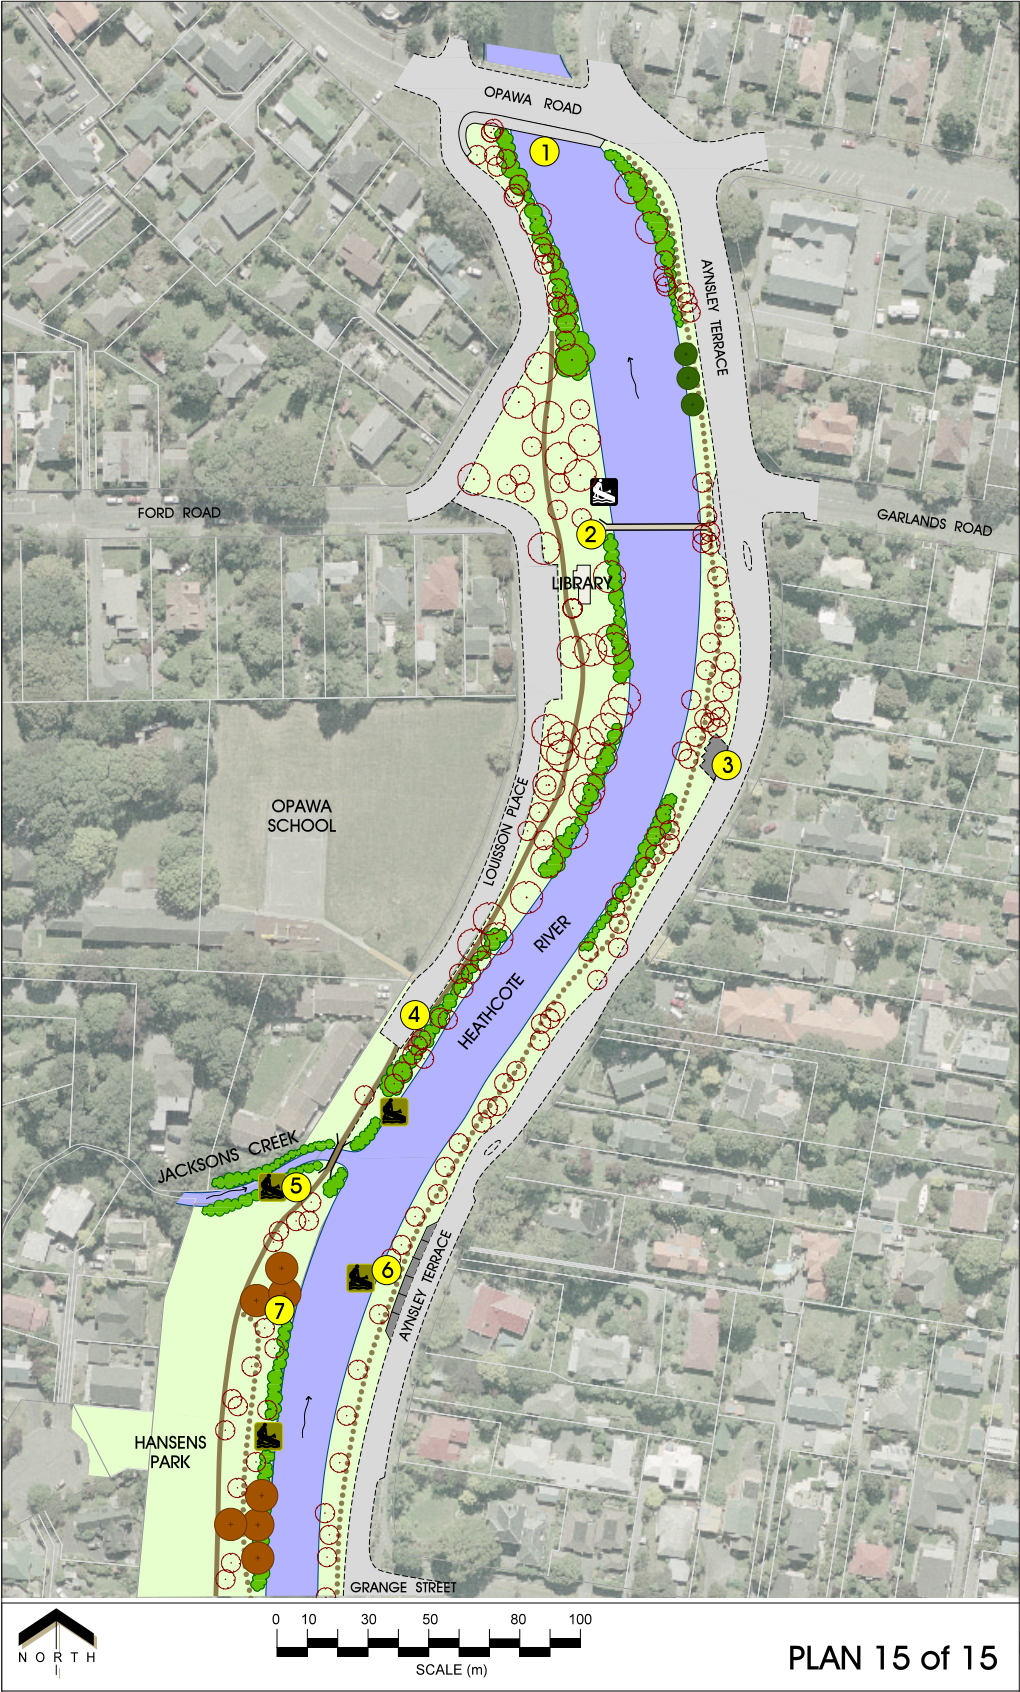 OPAWA ROAD
1
AYNSLEY TERRACE
FORD ROAD
GARLANDS ROAD
2
LIBRARY
3
OPAWA
SCHOOL
LOUISSON PLACE
HEATHCOTE RIVER
4
JACKSONS CREEK
5
6
AYNSLEY TERRACE
7
HANSENS
PARK
GRANGE STREET
NORTH
0 10 30 50 80 100
SCALE (m)
PLAN 15 of 15